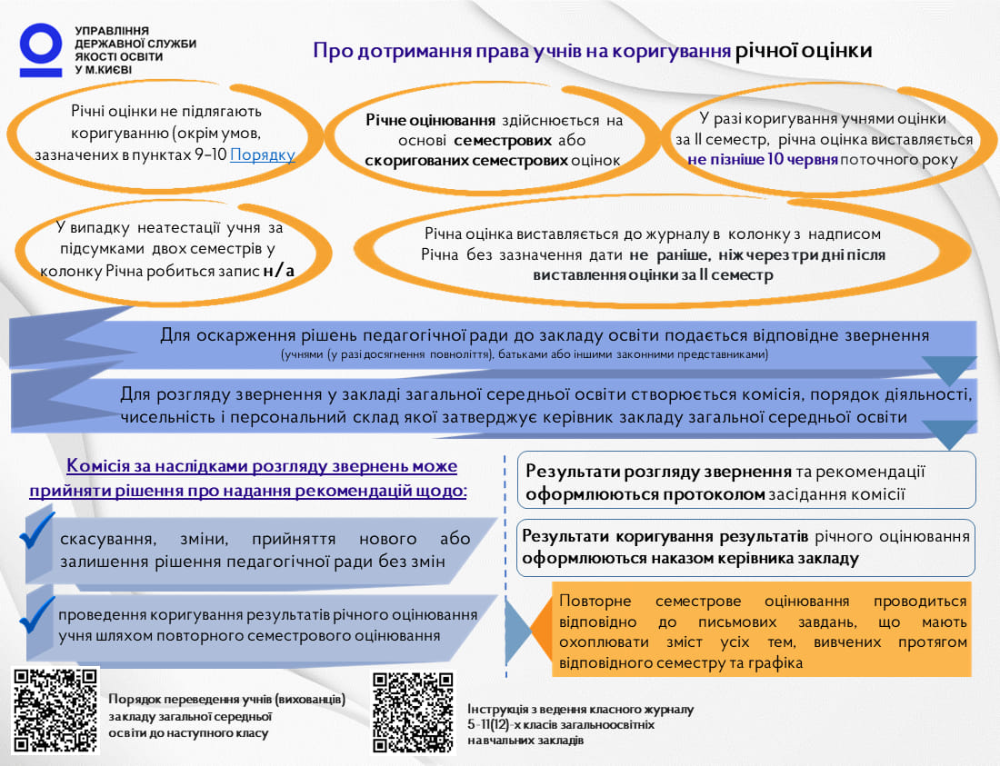 УПРАВЛІННЯ
ДЕРЖАВНОЇ СЛУЖБИ
ЯКОСТІ ОСВІТИ
У М.КИЄВІ
Про дотримання права учнів на коригування річної оцінки
Річні оцінки не підлягають
коригуванню (окрім умов,
зазначених в пунктах 9–10 Порядку
Річне оцінювання здійснюється на
основі семестрових або
скоригованих семестрових оцінок
У разі коригування учнями оцінки
за ІІ семестр, річна оцінка виставляється
не пізніше 10 червня поточного року
У випадку неатестації учня за
підсумками двох семестрів у
колонку Річна робиться запис н/а
Річна оцінка виставляється до журналу в колонку з надписом
Річна без зазначення дати не раніше, ніж через три дні після
виставлення оцінки за ІІ семестр
Для оскарження рішень педагогічної ради до закладу освіти подається відповідне звернення
(учнями (у разі досягнення повноліття), батьками або іншими законними представниками)
Для розгляду звернення у закладі загальної середньої освіти створюється комісія, порядок діяльності,
чисельність і персональний склад якої затверджує керівник закладу загальної середньої освіти
Комісія за наслідками розгляду звернень може
прийняти рішення про надання рекомендацій щодо:
скасування, зміни, прийняття нового або
залишення рішення педагогічної ради без змін
проведення коригування результатів річного оцінювання
учня шляхом повторного семестрового оцінювання
Результати розгляду звернення та рекомендації
оформлюються протоколом засідання комісії
Результати коригування результатів річного оцінювання
оформлюються наказом керівника закладу
Повторне семестрове оцінювання проводиться
відповідно до письмових завдань, що мають
охоплювати зміст усіх тем, вивчених протягом
відповідного семестру та графіка
Порядок переведення учнів (вихованців)
закладу загальної середньої
освіти до наступного класу
Інструкція з ведення класного журналу
5 -11(12)-х класів загальноосвітніх
навчальних закладів